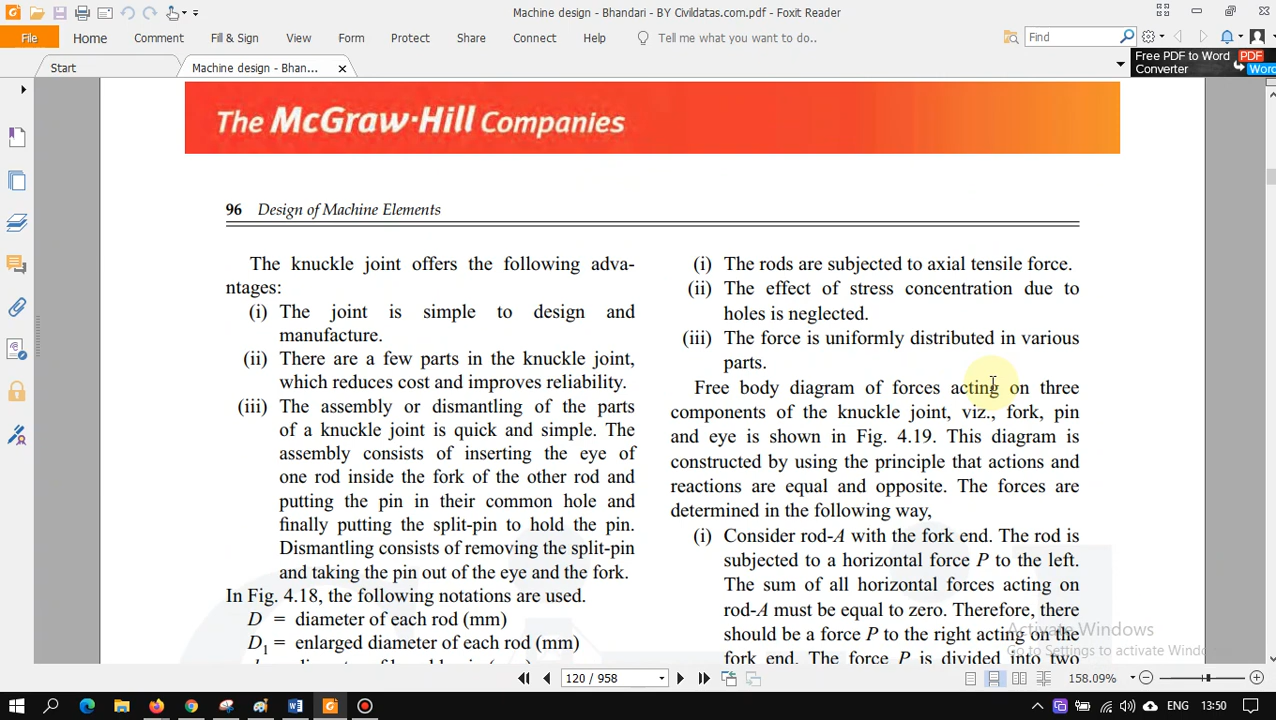 Machine design - Bhandari - BY Civildatas.com.pdf - Foxit Reader
File Home Comment Fill & Sign View Form Protect Share Connect Help Tell me what you want to do.. Find
Start Machine design - Bhan...
Free PDF to Word PDF
Converter Word
The McGraw·Hill Companies
96 Design of Machine Elements
The knuckle joint offers the following adva-
ntages:
(i) The joint is simple to design and
manufacture.
(ii) There are a few parts in the knuckle joint,
which reduces cost and improves reliability.
(iii) The assembly or dismantling of the parts
of a knuckle joint is quick and simple. The
assembly consists of inserting the eye of
one rod inside the fork of the other rod and
putting the pin in their common hole and
finally putting the split-pin to hold the pin.
Dismantling consists of removing the split-pin
and taking the pin out of the eye and the fork.
In Fig. 4.18, the following notations are used.
D = diameter of each rod (mm)
D1 = enlarged diameter of each rod (mm)
(i) The rods are subjected to axial tensile force.
(ii) The effect of stress concentration due to
holes is neglected.
(iii) The force is uniformly distributed in various
parts.
Free body diagram of forces acting on three
components of the knuckle joint, viz., fork, pin
and eye is shown in Fig. 4.19. This diagram is
constructed by using the principle that actions and
reactions are equal and opposite. The forces are
determined in the following way,
(i) Consider rod-A with the fork end. The rod is
subjected to a horizontal force P to the left.
The sum of all horizontal forces acting on
rod-A must be equal to zero. Therefore, there
should be a force P to the right acting on the
fork end. The force P is divided into two
Activate Windows
Go to Settings to activate Windows
120 / 958
158.09%
ENG 13:50